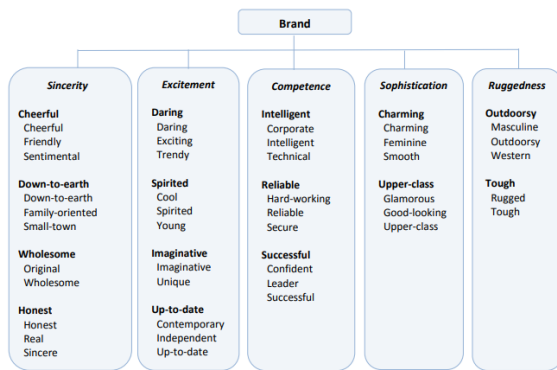 Brand
Sincerity
Cheerful
Cheerful
Friendly
Sentimental
Down-to-earth
Down-to-earth
Family-oriented
Small-town
Wholesome
Original
Wholesome
Honest
Honest
Real
Sincere
Excitement
Daring
Daring
Exciting
Trendy
Spirited
Cool
Spirited
Young
Imaginative
Imaginative
Unique
Up-to-date
Contemporary
Independent
Up-to-date
Competence
Intelligent
Corporate
Intelligent
Technical
Reliable
Hard-working
Reliable
Secure
Successful
Confident
Leader
Successful
Sophistication
Charming
Charming
Feminine
Smooth
Upper-class
Glamorous
Good-looking
Upper-class
Ruggedness
Outdoorsy
Masculine
Outdoorsy
Western
Tough
Rugged
Tough